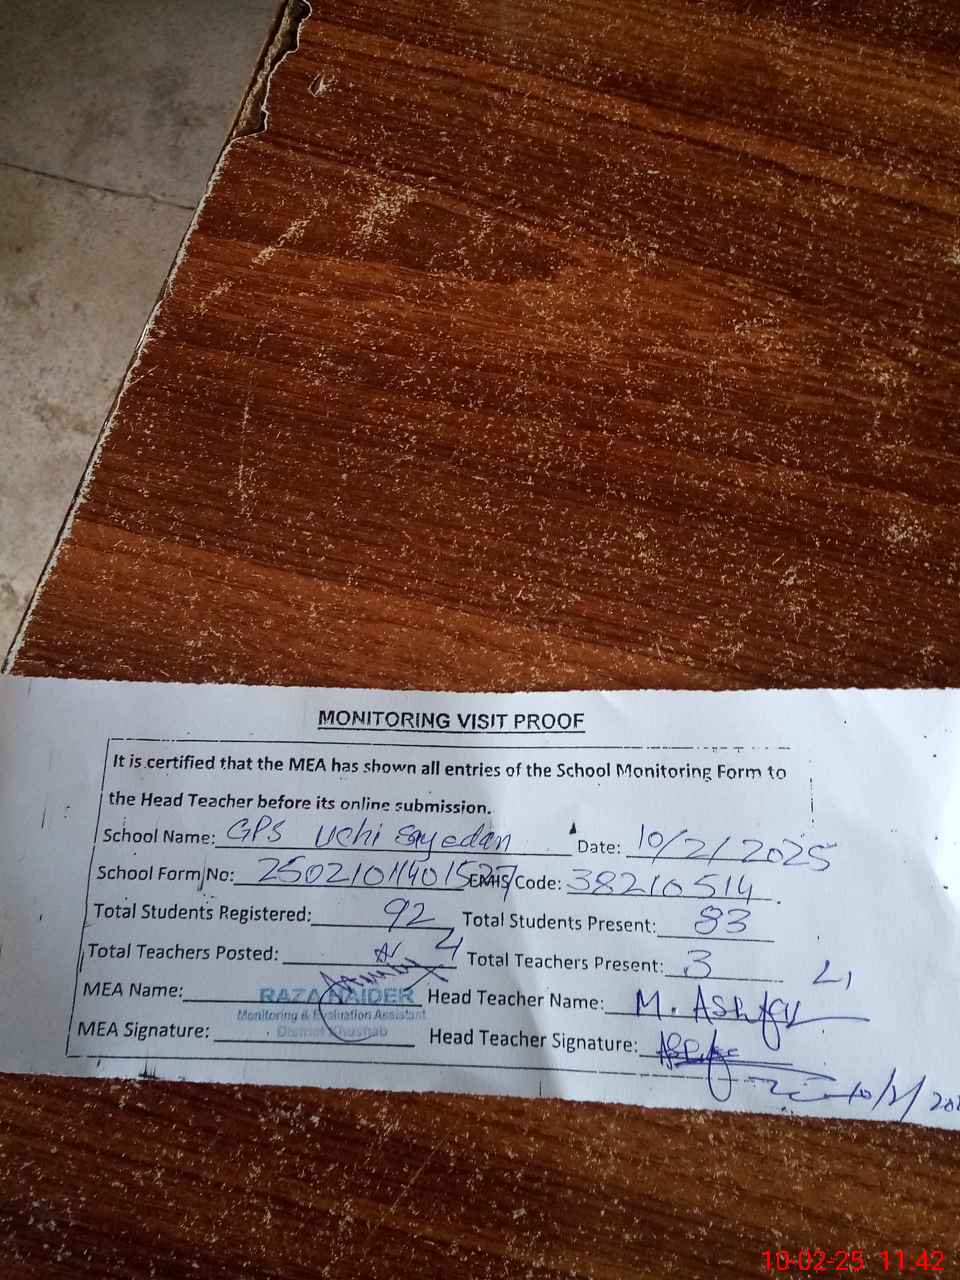 MONITORING VISIT PROOF
It is certified that the MEA has shown all entries of the School Monitoring Form to
the Head Teacher before its online submission.
School Name: GPS Uchi Sayedan Date: 10/2/2025
School Form No: EMIS Code: 38210514
Total Students Registered: 92 Total Students Present: 83
Total Teachers Posted: 4 Total Teachers Present: 3
MEA Name: RAZA HAIDER Head Teacher Name: M. Ashfaq
Monitoring & Evaluation Assistant
District Khushab
MEA Signature: Head Teacher Signature:
10-02-25 11:42